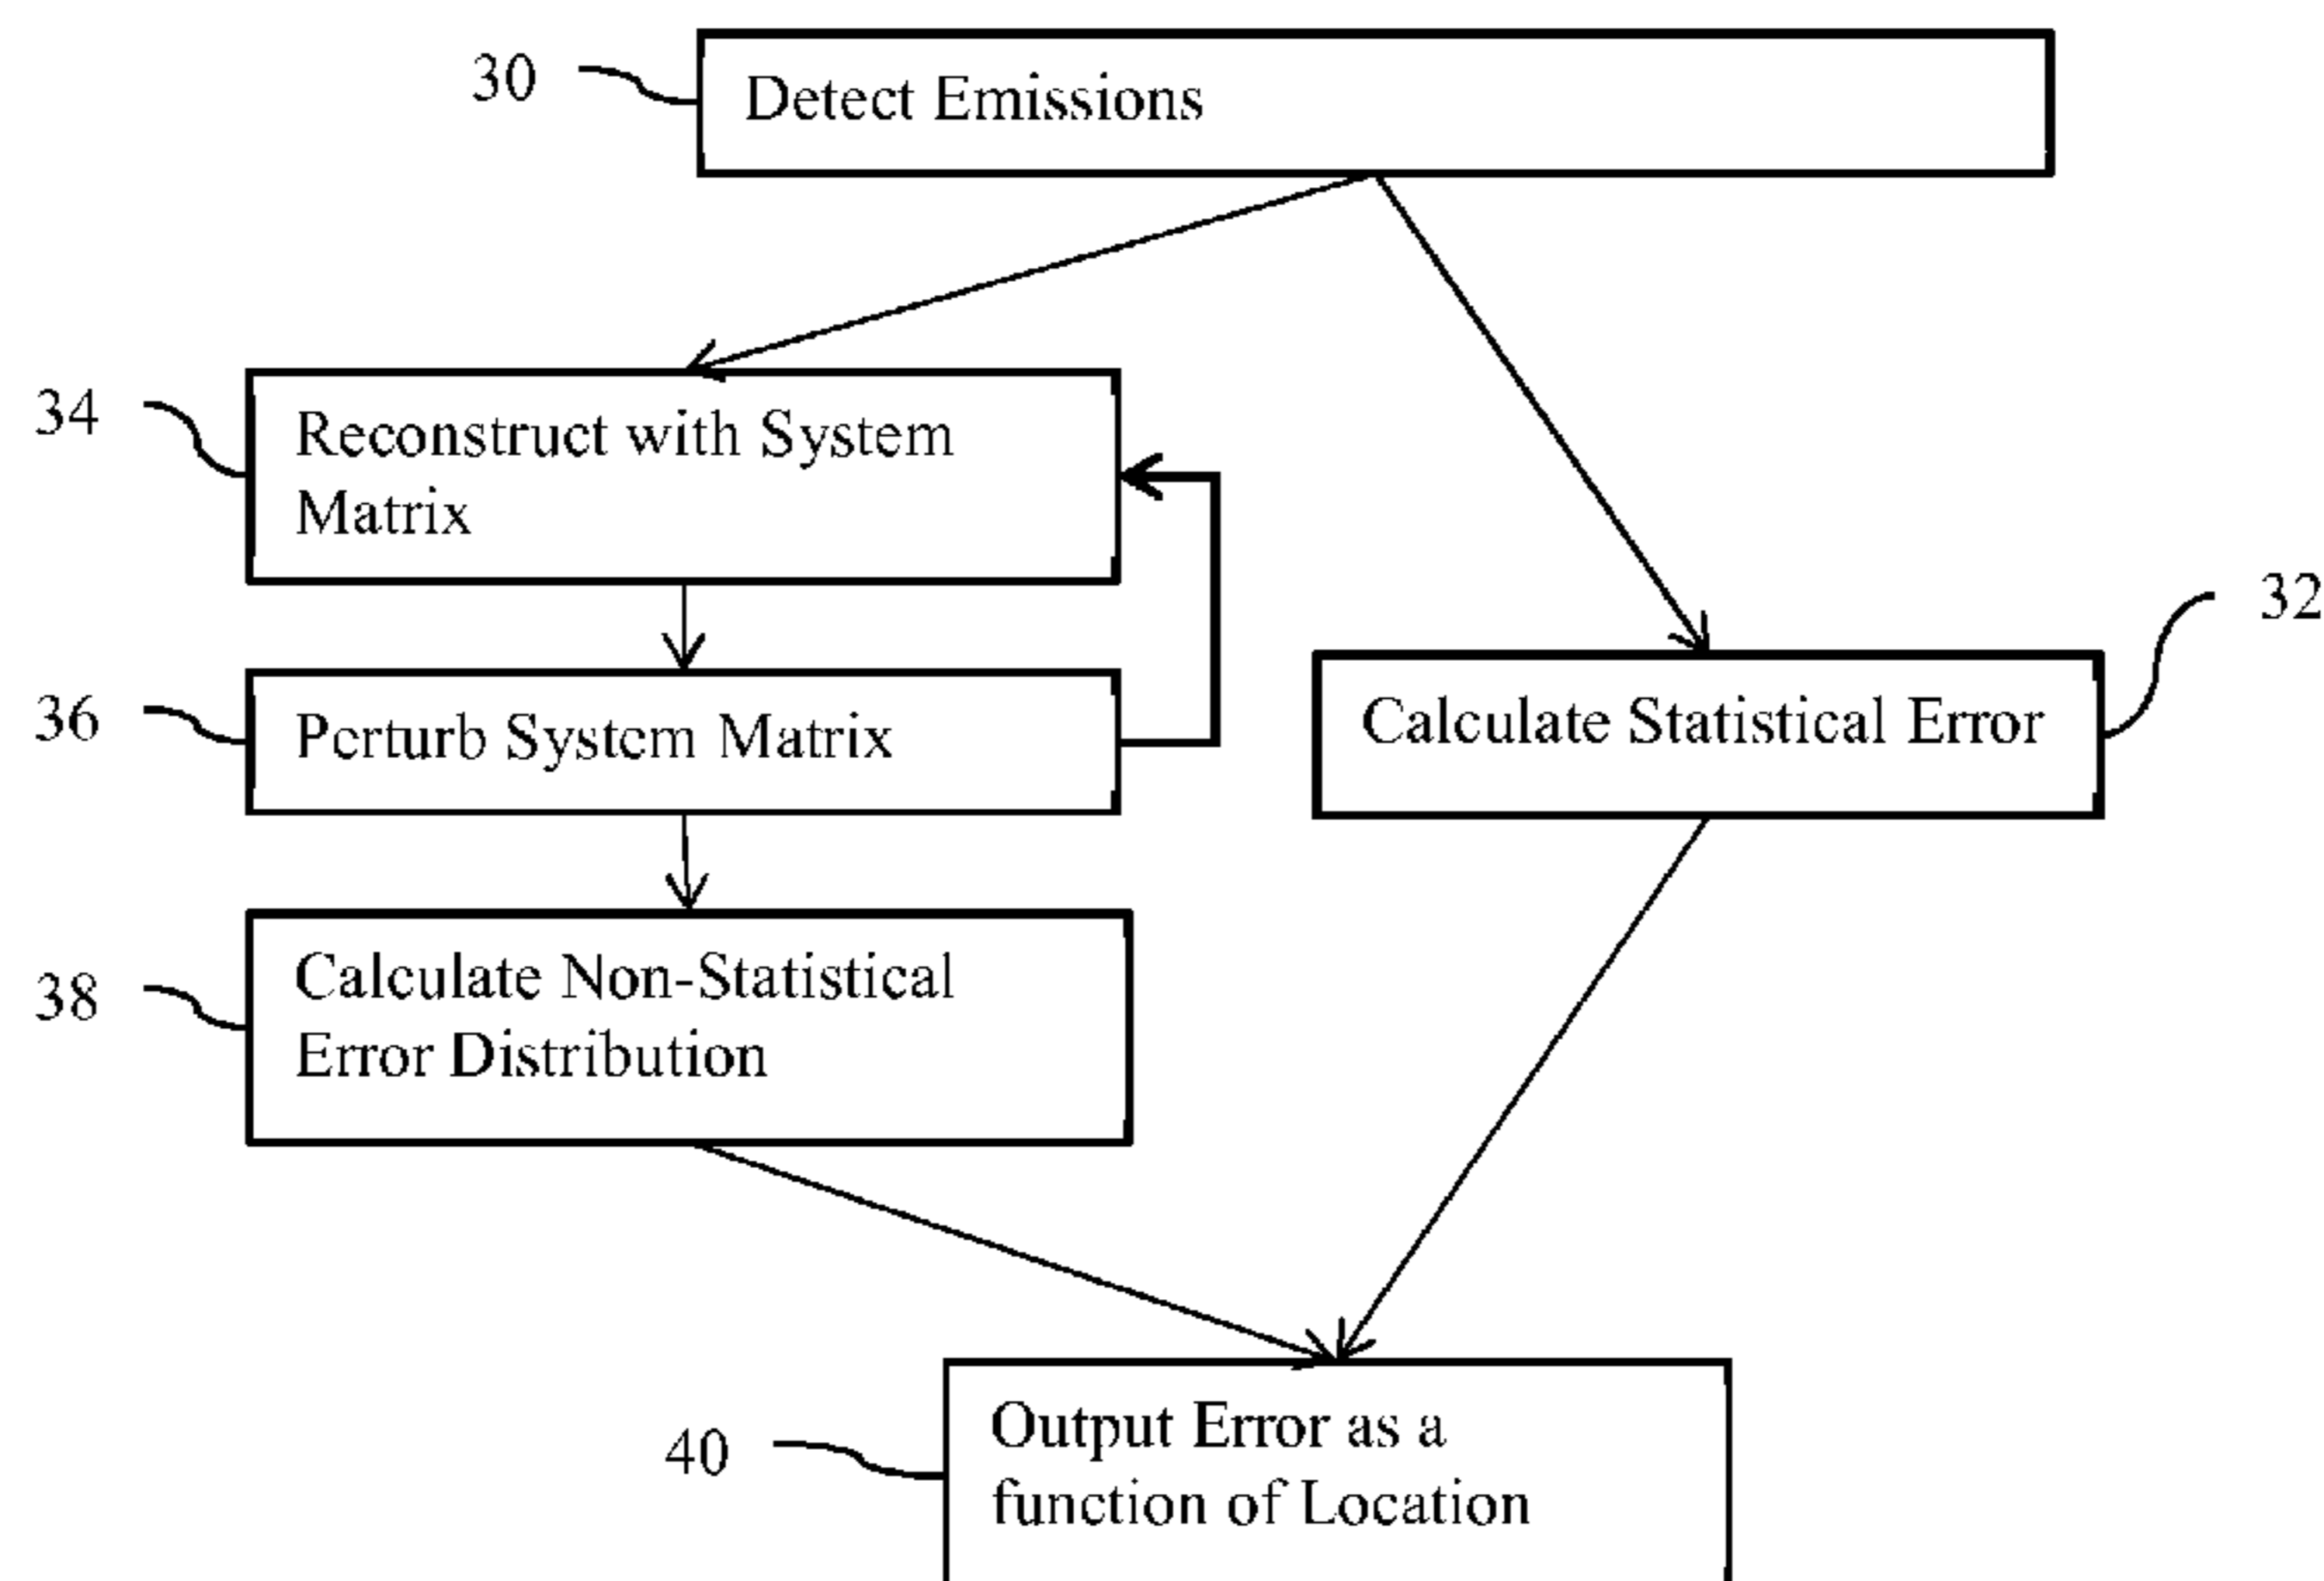 30
Detect Emissions
34
Reconstruct with System
Matrix
32
36
Perturb System Matrix
Calculate Statistical Error
38
Calculate Non-Statistical
Error Distribution
40
Output Error as a
function of Location